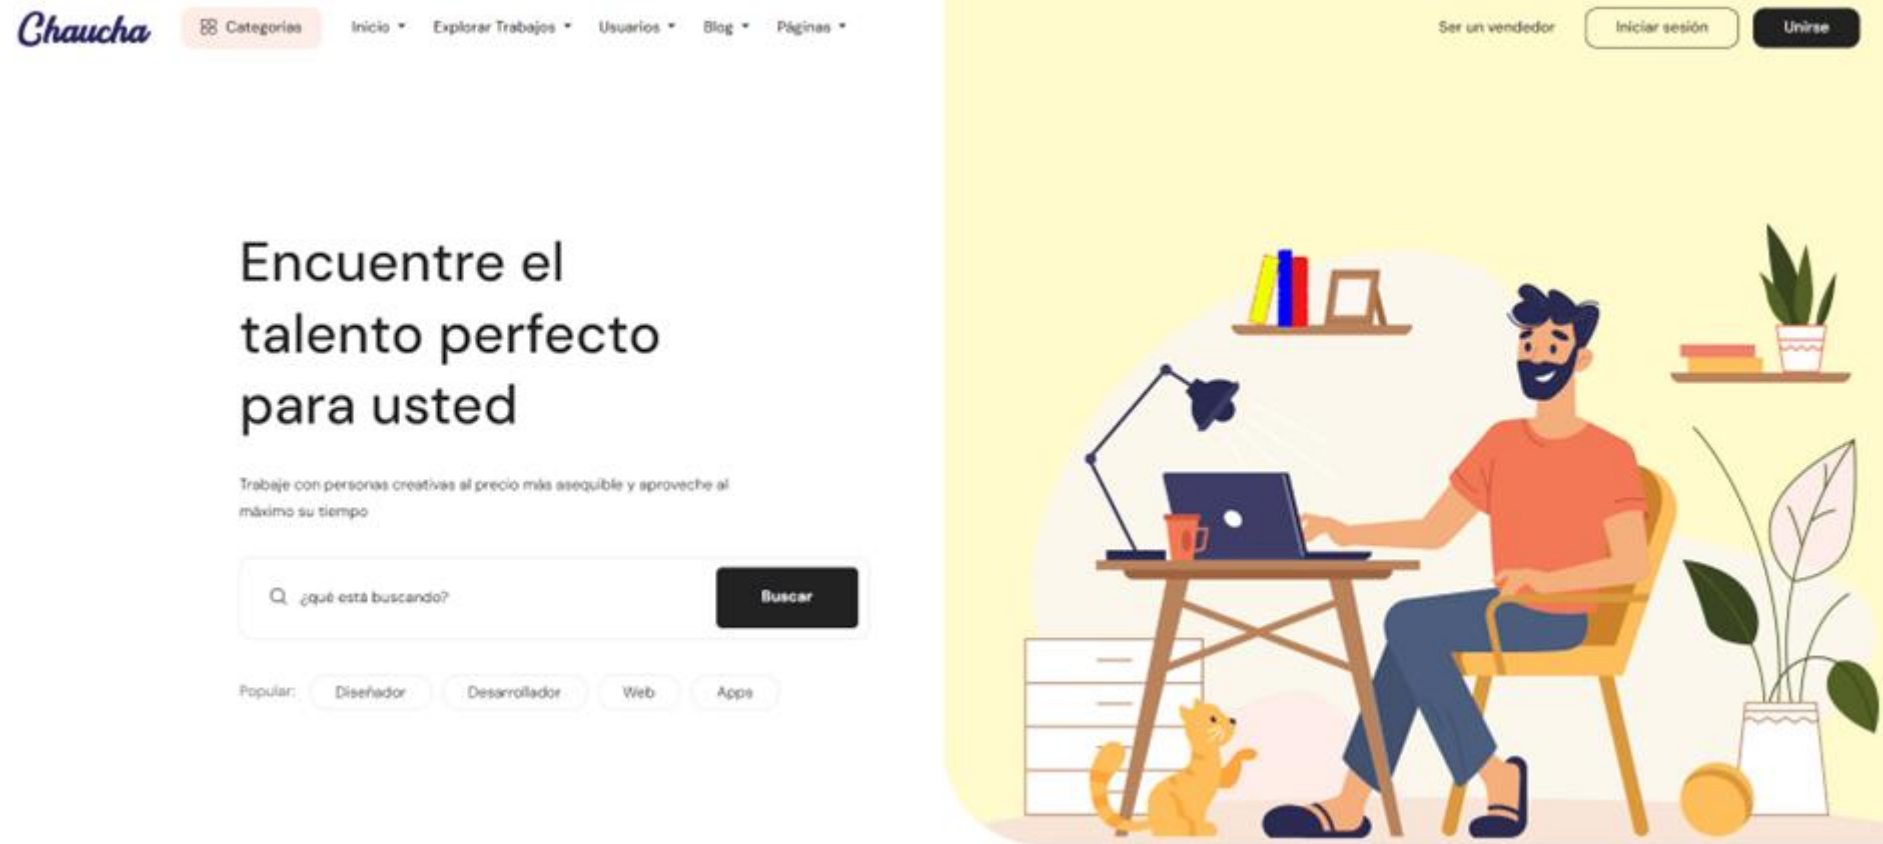 Chaucha
Categorías
Inicio
Explorar Trabajos
Usuarios
Blog
Páginas
Ser un vendedor
Iniciar sesión
Unirse
Encuentre el
talento perfecto
para usted
Trabaje con personas creativas al precio más asequible y aproveche al
máximo su tiempo
¿qué está buscando?
Buscar
Popular:
Diseñador
Desarrollador
Web
Apps